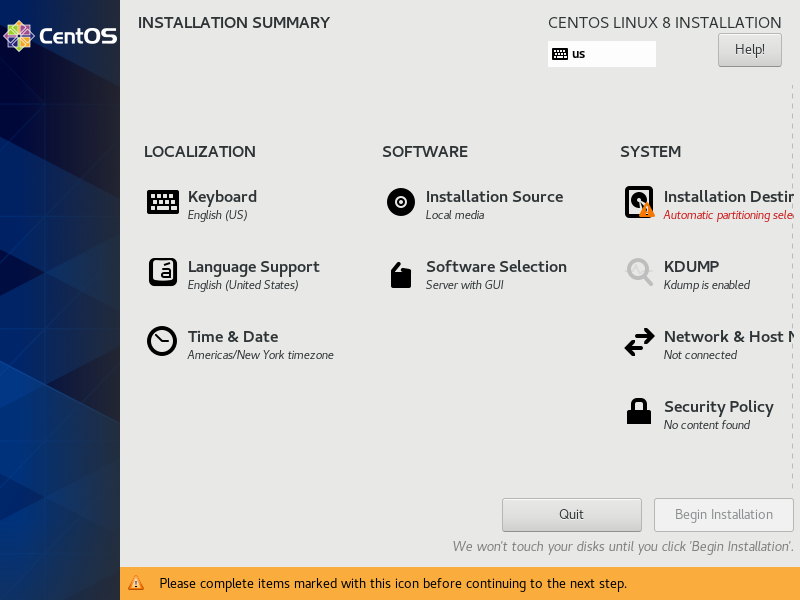 CentOS
INSTALLATION SUMMARY
CENTOS LINUX 8 INSTALLATION
us
Help!
LOCALIZATION
Keyboard
English (US)
Language Support
English (United States)
Time & Date
Americas/New York timezone
SOFTWARE
Installation Source
Local media
Software Selection
Server with GUI
SYSTEM
Installation Destin
Automatic partitioning sele
KDUMP
Kdump is enabled
Network & Host N
Not connected
Security Policy
No content found
Quit
Begin Installation
We won't touch your disks until you click 'Begin Installation'.
Please complete items marked with this icon before continuing to the next step.